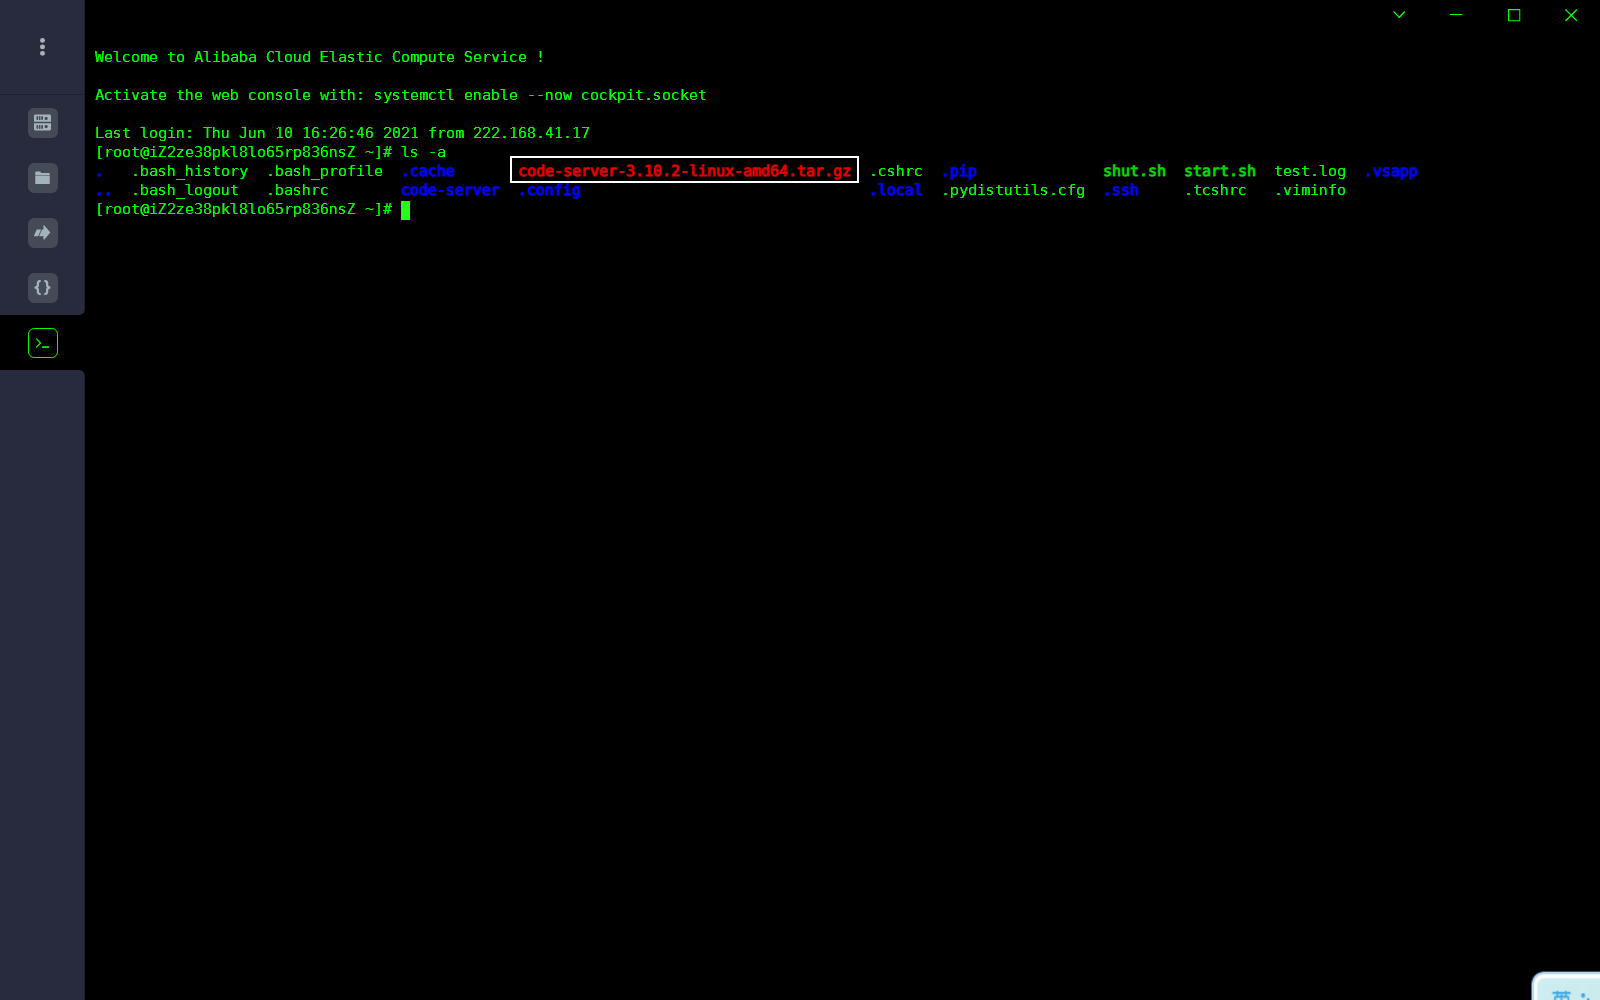 Welcome to Alibaba Cloud Elastic Compute Service !
Activate the web console with: systemctl enable --now cockpit.socket
Last login: Thu Jun 10 16:26:46 2021 from 222.168.41.17
[root@iZ2ze38pkl8lo65rp836nsZ ~]# ls -a
. .bash_history .bash_profile .cache code-server-3.10.2-linux-amd64.tar.gz .cshrc .pip shut.sh start.sh test.log .vsapp
.. .bash_logout .bashrc code-server .config .local .pydistutils.cfg .ssh .tcshrc .viminfo
[root@iZ2ze38pkl8lo65rp836nsZ ~]#